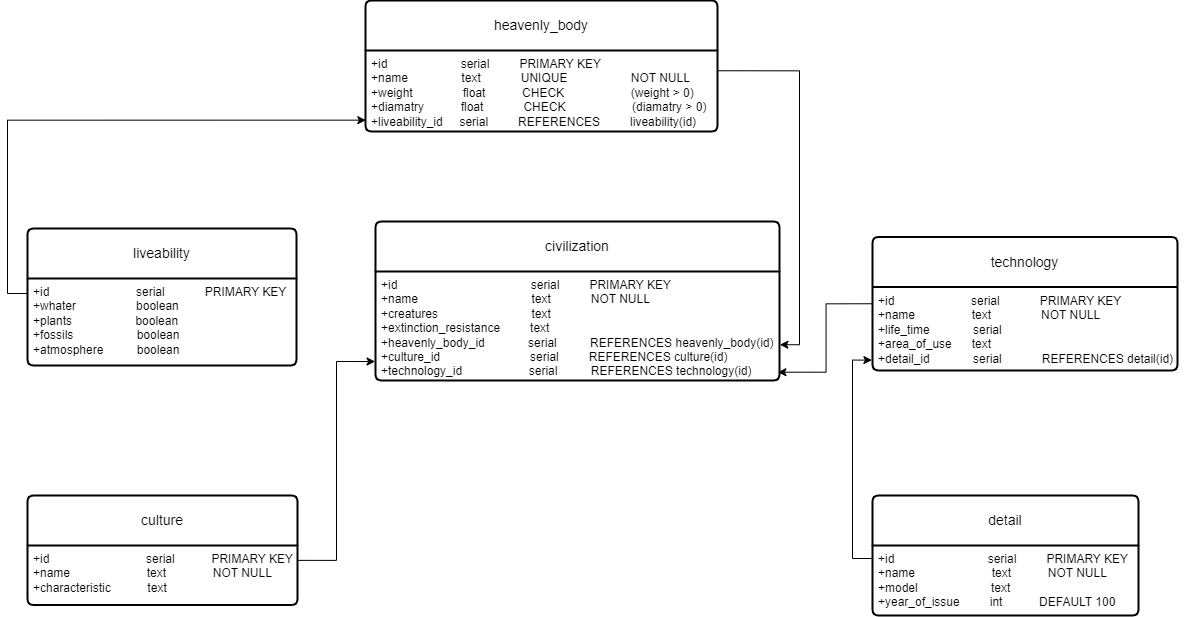 heavenly_body
+id serial PRIMARY KEY
+name text UNIQUE NOT NULL
+weight float CHECK (weight > 0)
+diamatry float CHECK (diamatry > 0)
+liveability_id serial REFERENCES liveability(id)
liveability
+id serial PRIMARY KEY
+whater boolean
+plants boolean
+fossils boolean
+atmosphere boolean
civilization
+id serial PRIMARY KEY
+name text NOT NULL
+creatures text
+extinction_resistance text
+heavenly_body_id serial REFERENCES heavenly_body(id)
+culture_id serial REFERENCES culture(id)
+technology_id serial REFERENCES technology(id)
technology
+id serial PRIMARY KEY
+name text NOT NULL
+life_time serial
+area_of_use text
+detail_id serial REFERENCES detail(id)
culture
+id serial PRIMARY KEY
+name text NOT NULL
+characteristic text
detail
+id serial PRIMARY KEY
+name text NOT NULL
+model text
+year_of_issue int DEFAULT 100